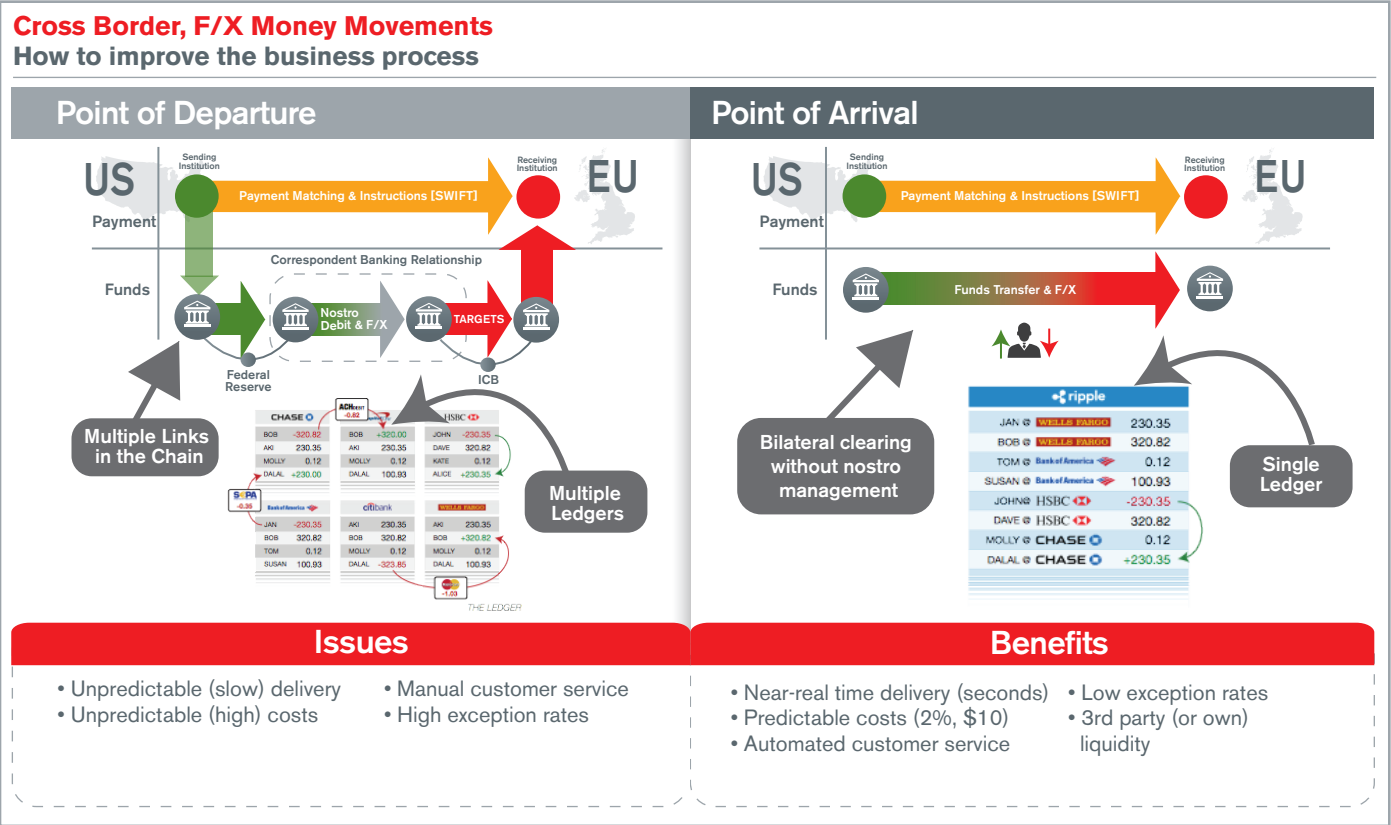 Cross Border, F/X Money Movements
How to improve the business process
Point of Departure
US
Payment
Sending
Institution
Payment Matching & Instructions [SWIFT]
Receiving
Institution
EU
Funds
Correspondent Banking Relationship
Nostro
Debit & F/X
TARGETS
Federal
Reserve
ICB
Multiple Links
in the Chain
Multiple
Ledgers
CHASE
BOB -320.82
AKI 230.35
MOLLY 0.12
DALAL +230.00
ACH DEBIT
-0.82
BOB +320.00
AKI 230.35
MOLLY 0.12
DALAL 100.93
HSBC
JOHN -230.35
DAVE 320.82
KATE 0.12
ALICE +230.35
SEPA
-0.35
Bank of America
JAN -230.35
BOB 320.82
TOM 0.12
SUSAN 100.93
citibank
AKI 230.35
BOB 320.82
MOLLY 0.12
DALAL -323.85
WELLS FARGO
AKI 230.35
BOB +320.82
MOLLY 0.12
DALAL 100.93
-1.03
THE LEDGER
Issues
• Unpredictable (slow) delivery
• Unpredictable (high) costs
• Manual customer service
• High exception rates
Point of Arrival
US
Payment
Sending
Institution
Payment Matching & Instructions [SWIFT]
Receiving
Institution
EU
Funds
Funds Transfer & F/X
Bilateral clearing
without nostro
management
Single
Ledger
ripple
JAN @ WELLS FARGO 230.35
BOB @ WELLS FARGO 320.82
TOM @ Bank of America 0.12
SUSAN @ Bank of America 100.93
JOHN@ HSBC -230.35
DAVE @ HSBC 320.82
MOLLY @ CHASE 0.12
DALAL @ CHASE +230.35
Benefits
• Near-real time delivery (seconds)
• Predictable costs (2%, $10)
• Automated customer service
• Low exception rates
• 3rd party (or own)
liquidity